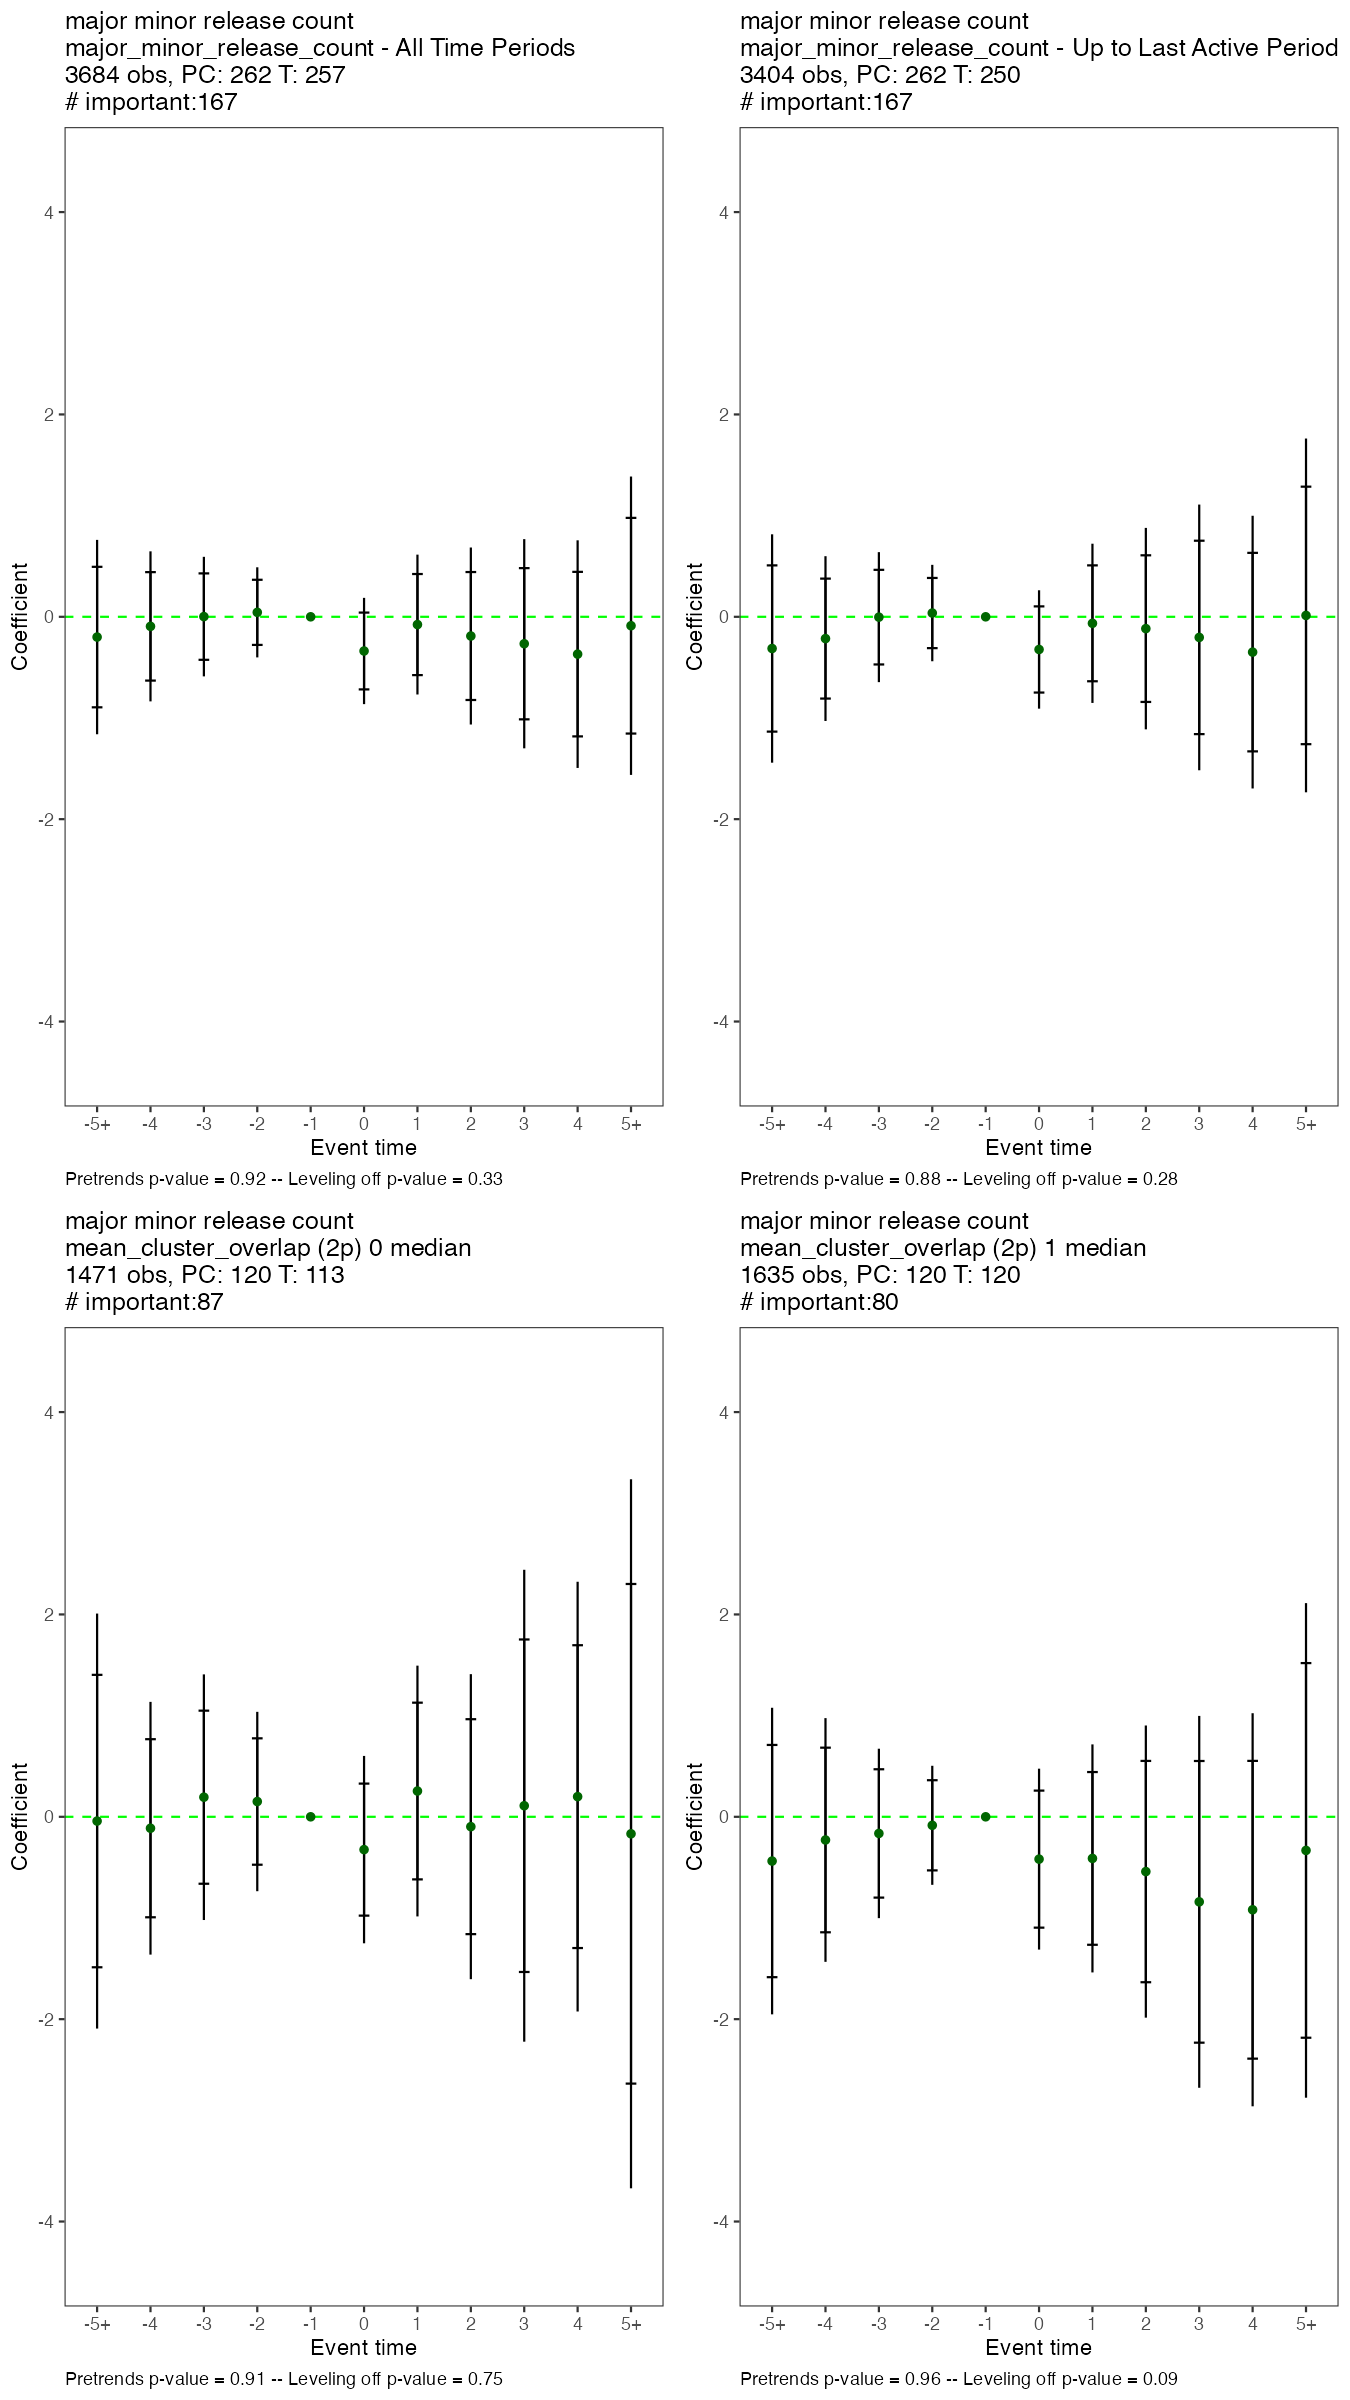 major minor release count
major_minor_release_count - All Time Periods
3684 obs, PC: 262 T: 257
# important:167
4
2
0
-2
-4
Coefficient
-5+ -4 -3 -2 -1 0 1 2 3 4 5+
Event time
Pretrends p-value = 0.92 -- Leveling off p-value = 0.33
major minor release count
major_minor_release_count - Up to Last Active Period
3404 obs, PC: 262 T: 250
# important:167
4
2
0
-2
-4
Coefficient
-5+ -4 -3 -2 -1 0 1 2 3 4 5+
Event time
Pretrends p-value = 0.88 -- Leveling off p-value = 0.28
major minor release count
mean_cluster_overlap (2p) 0 median
1471 obs, PC: 120 T: 113
# important:87
4
2
0
-2
-4
Coefficient
-5+ -4 -3 -2 -1 0 1 2 3 4 5+
Event time
Pretrends p-value = 0.91 -- Leveling off p-value = 0.75
major minor release count
mean_cluster_overlap (2p) 1 median
1635 obs, PC: 120 T: 120
# important:80
4
2
0
-2
-4
Coefficient
-5+ -4 -3 -2 -1 0 1 2 3 4 5+
Event time
Pretrends p-value = 0.96 -- Leveling off p-value = 0.09